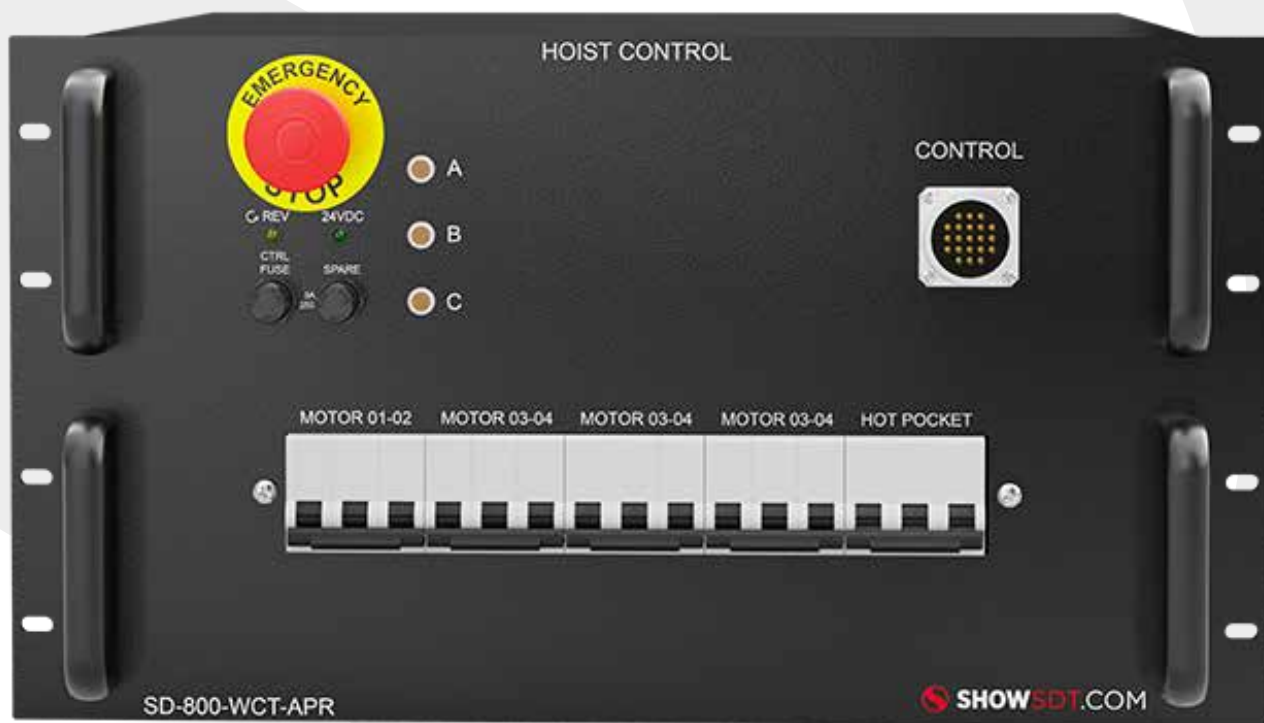 HOIST CONTROL
EMERGENCY
STOP
A
CONTROL
REV
24VDC
B
CTRL
FUSE
SPARE
C
MOTOR 01-02
MOTOR 03-04
MOTOR 03-04
MOTOR 03-04
HOT POCKET
SD-800-WCT-APR
SHOWSDT.COM